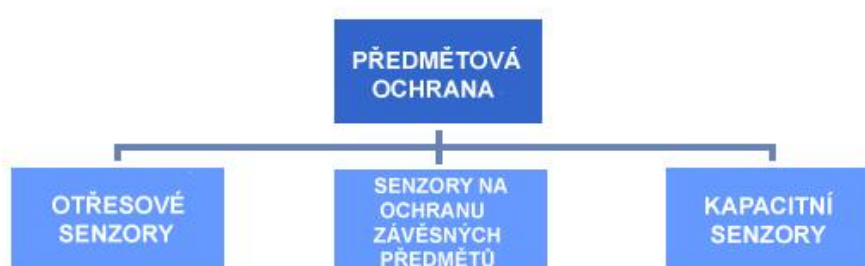 PŘEDMĚTOVÁ
OCHRANA
OTŘESOVÉ
SENZORY
SENZORY NA
OCHRANU
ZÁVĚSNÝCH
PŘEDMĚTŮ
KAPACITNÍ
SENZORY